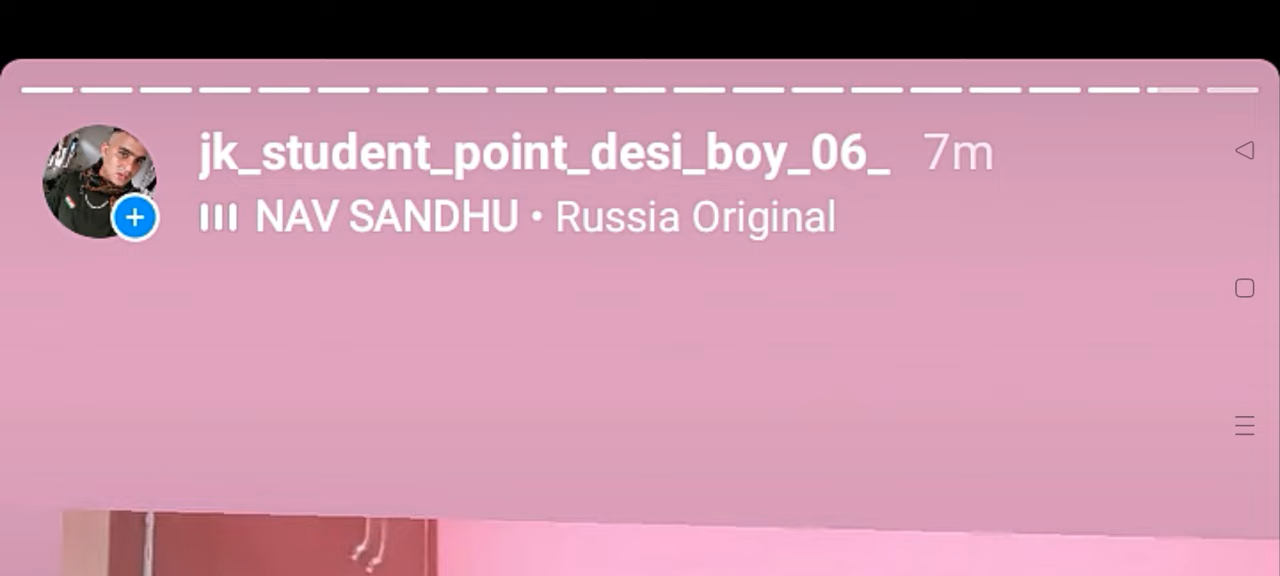 jk_student_point_desi_boy_06_ 7m
NAV SANDHU • Russia Original